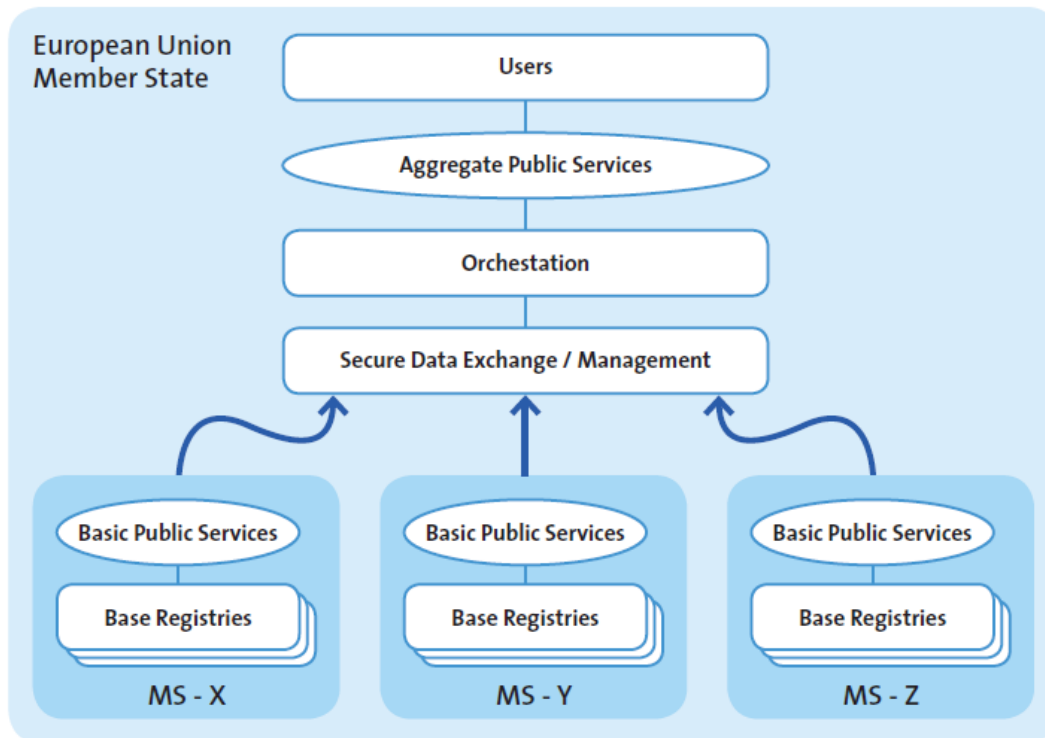 European Union
Member State
Users
Aggregate Public Services
Orchestation
Secure Data Exchange / Management
Basic Public Services
Basic Public Services
Basic Public Services
Base Registries
Base Registries
Base Registries
MS - X
MS - Y
MS - Z